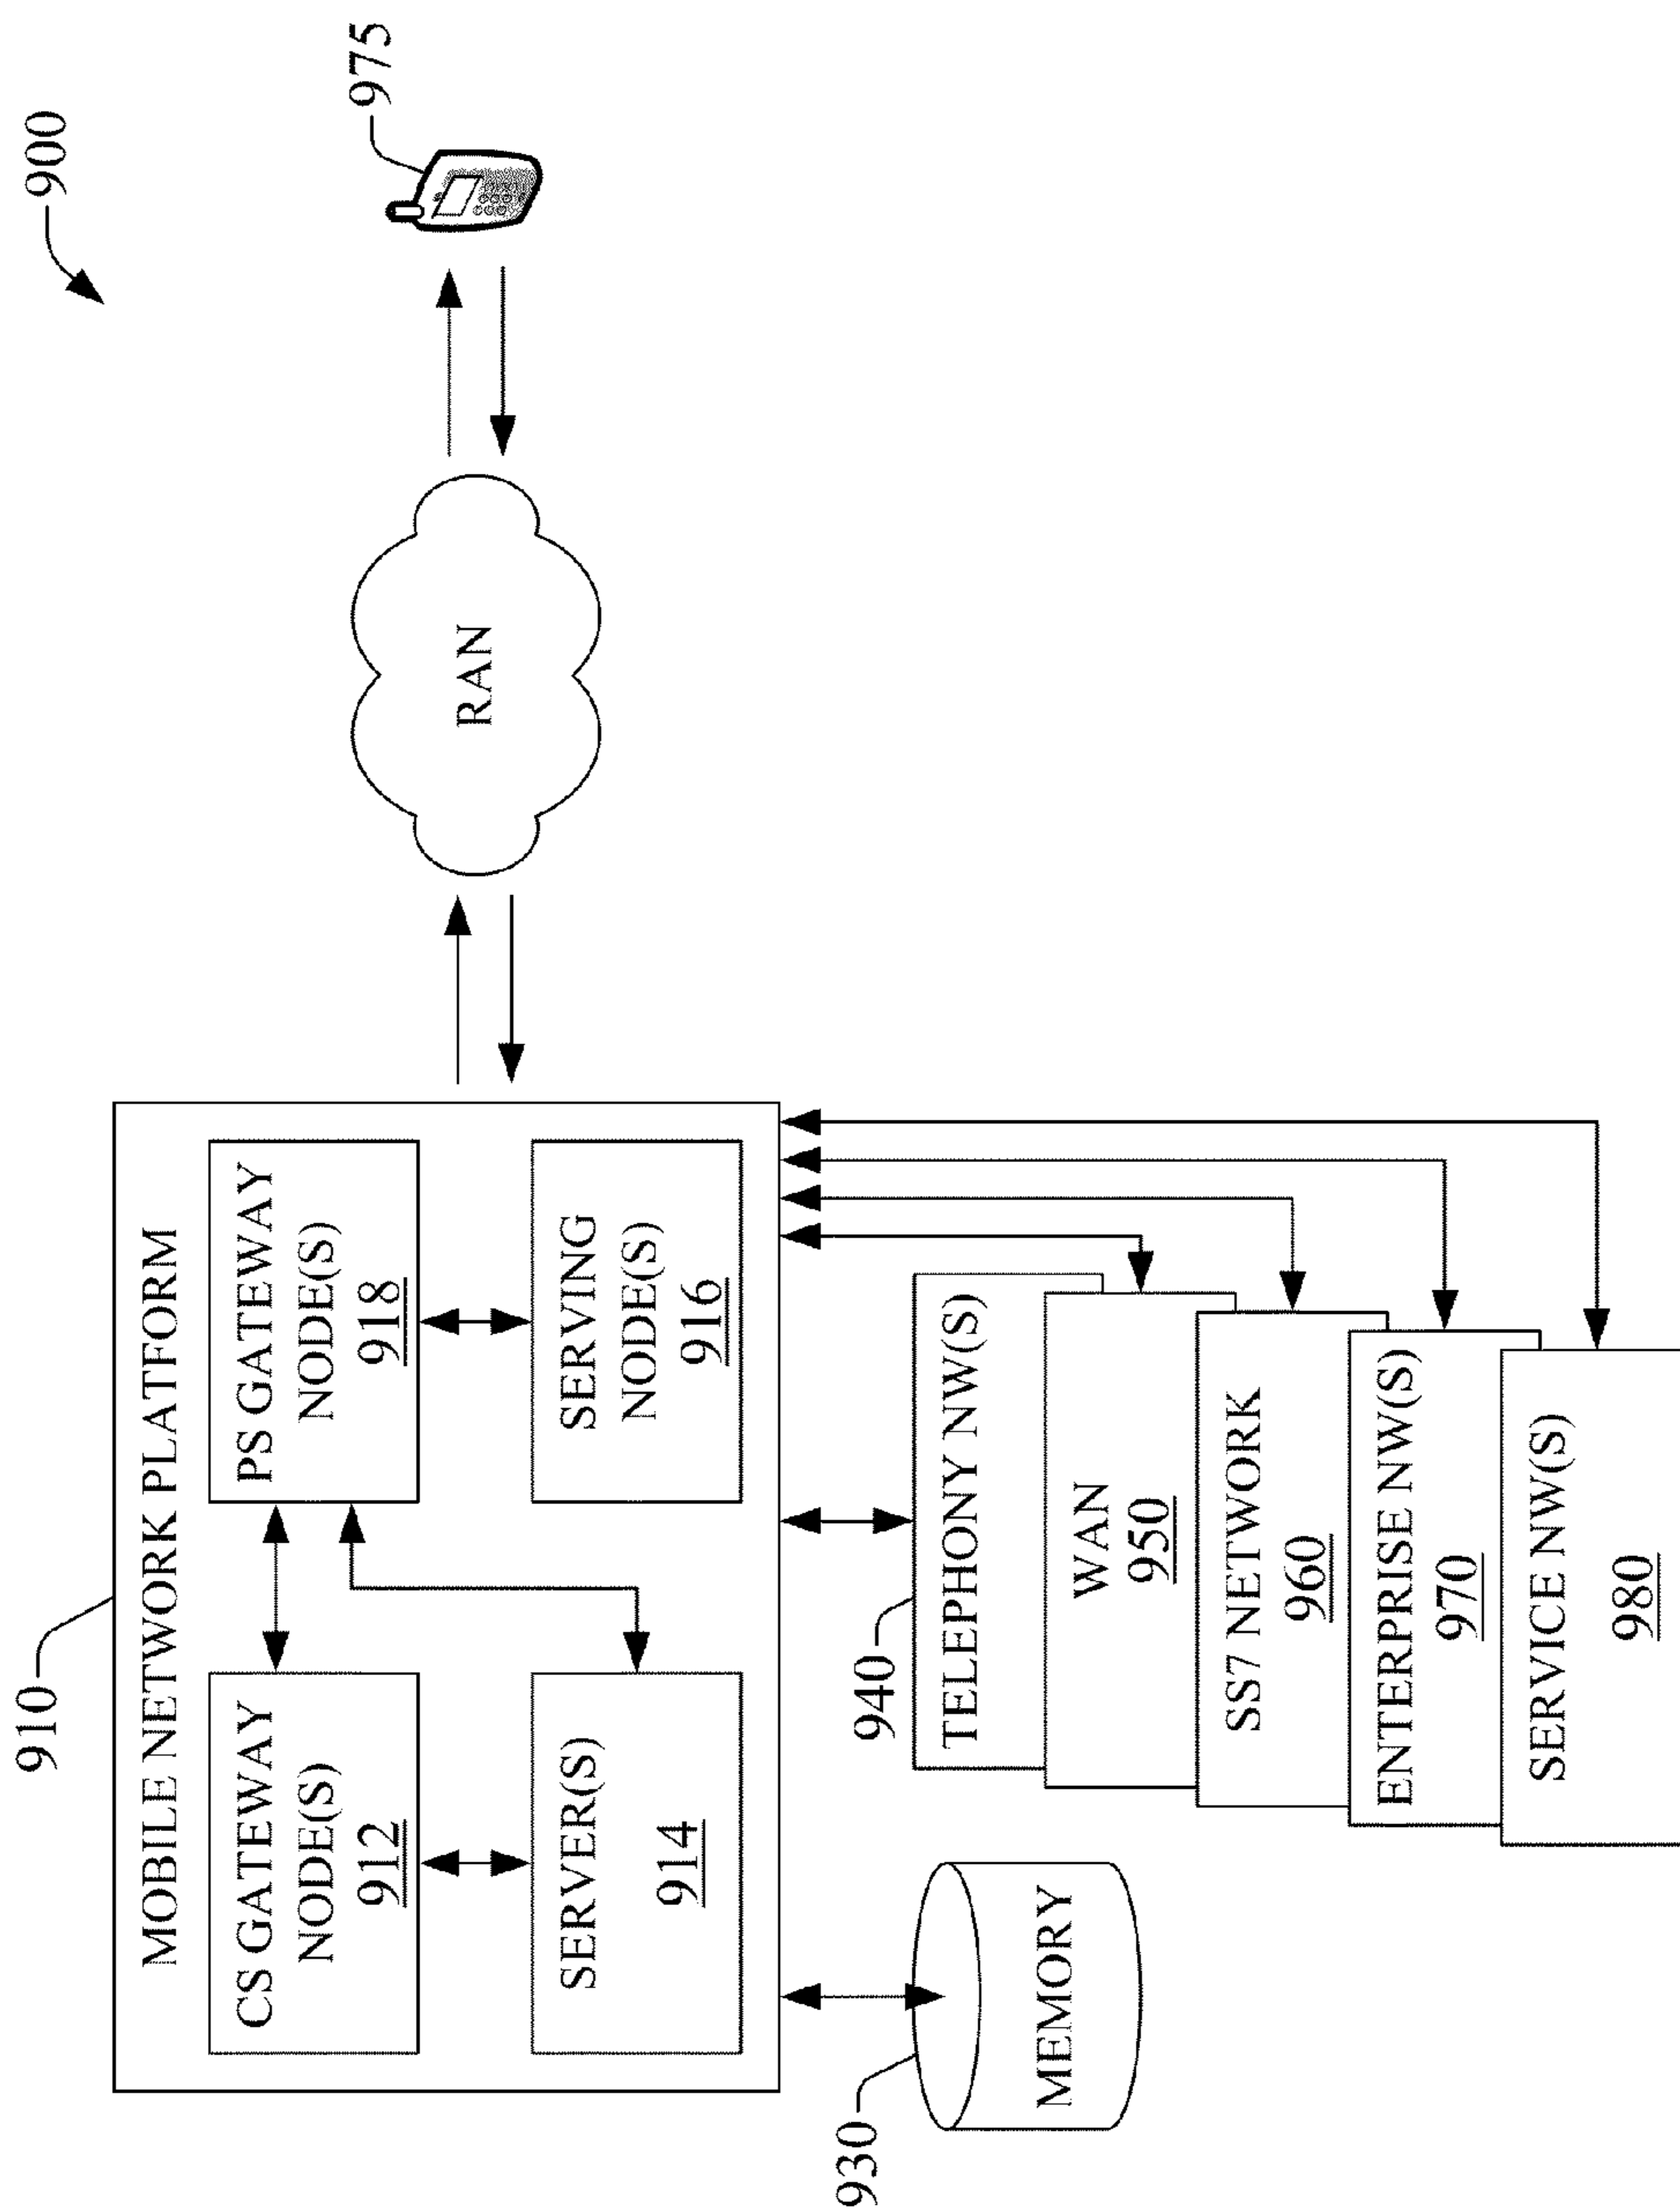 900
910
MOBILE NETWORK PLATFORM
CS GATEWAY
NODE(S)
912
PS GATEWAY
NODE(S)
918
SERVER(S)
914
SERVING
NODE(S)
916
RAN
975
930
MEMORY
940
TELEPHONY NW(S)
WAN
950
SS7 NETWORK
960
ENTERPRISE NW(S)
970
SERVICE NW(S)
980